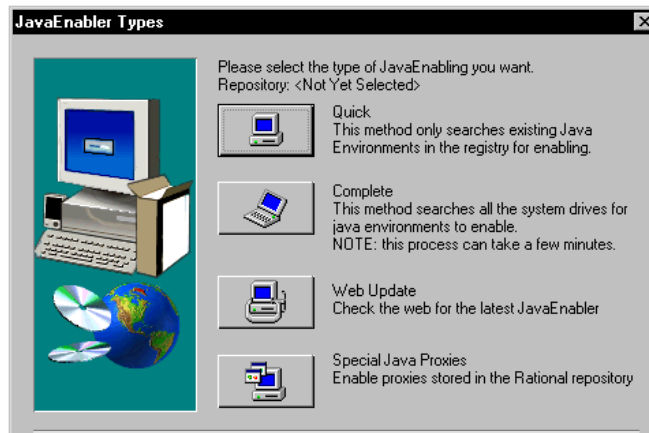 JavaEnabler Types
Please select the type of JavaEnabling you want.
Repository: <Not Yet Selected>
Quick
This method only searches existing Java
Environments in the registry for enabling.
Complete
This method searches all the system drives for
java environments to enable.
NOTE: this process can take a few minutes.
Web Update
Check the web for the latest JavaEnabler
Special Java Proxies
Enable proxies stored in the Rational repository